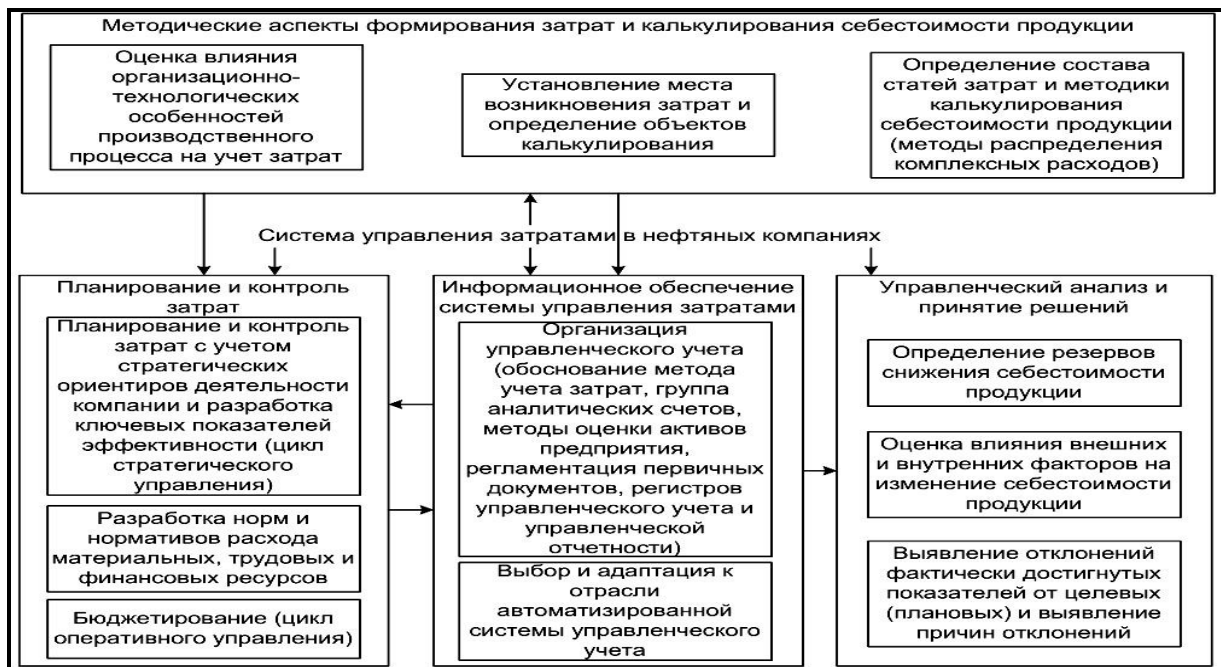 Методические аспекты формирования затрат и калькулирования себестоимости продукции
Оценка влияния
организационно-
технологических
особенностей
производственного
процесса на учет затрат
Установление места
возникновения затрат и
определение объектов
калькулирования
Определение состава
статей затрат и методики
калькулирования
себестоимости продукции
(методы распределения
комплексных расходов)
Система управления затратами в нефтяных компаниях
Планирование и контроль
затрат
Планирование и контроль
затрат с учетом
стратегических
ориентиров деятельности
компании и разработка
ключевых показателей
эффективности (цикл
стратегического
управления)
Разработка норм и
нормативов расхода
материальных, трудовых и
финансовых ресурсов
Бюджетирование (цикл
оперативного управления)
Информационное обеспечение
системы управления затратами
Организация
управленческого учета
(обоснование метода
учета затрат, группа
аналитических счетов,
методы оценки активов
предприятия,
регламентация первичных
документов, регистров
управленческого учета и
управленческой
отчетности)
Выбор и адаптация к
отрасли
автоматизированной
системы управленческого
учета
Управленческий анализ и
принятие решений
Определение резервов
снижения себестоимости
продукции
Оценка влияния внешних
и внутренних факторов на
изменение себестоимости
продукции
Выявление отклонений
фактически достигнутых
показателей от целевых
(плановых) и выявление
причин отклонений